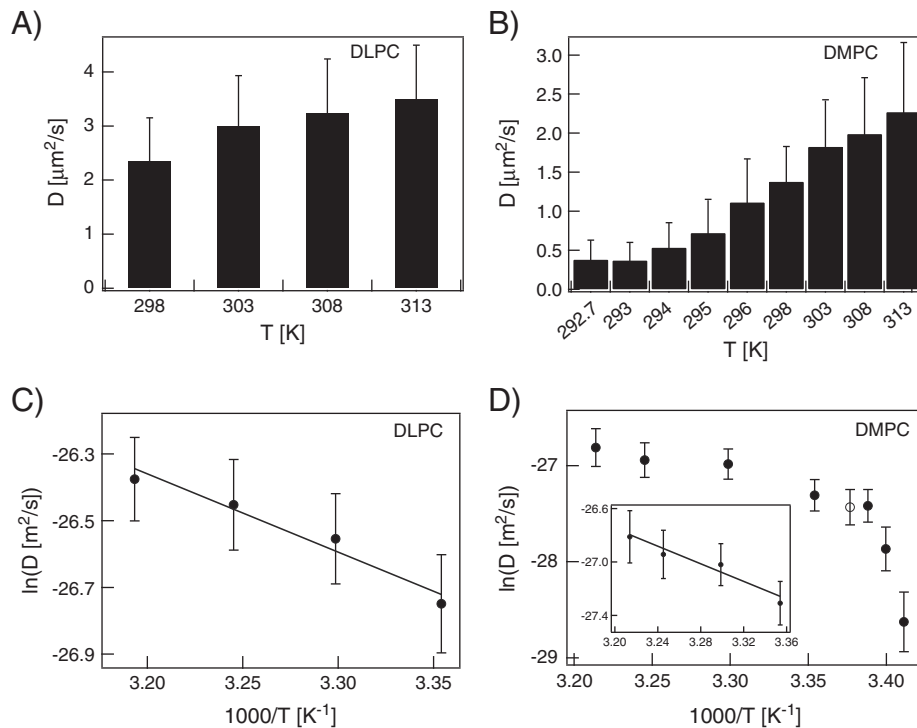 A)
DLPC
4
3
2
1
0
D [μm²/s]
298 303 308 313
T [K]
B)
DMPC
3.0
2.5
2.0
1.5
1.0
0.5
0.0
D [μm²/s]
292.7 293 294 295 296 298 303 308 313
T [K]
C)
DLPC
-26.3
-26.5
-26.7
-26.9
ln(D [m²/s])
3.20 3.25 3.30 3.35
1000/T [K⁻¹]
D)
DMPC
-27
-28
-29
ln(D [m²/s])
-26.6
-27.0
-27.4
3.20 3.24 3.28 3.32 3.36
3.20 3.25 3.30 3.35 3.40
1000/T [K⁻¹]